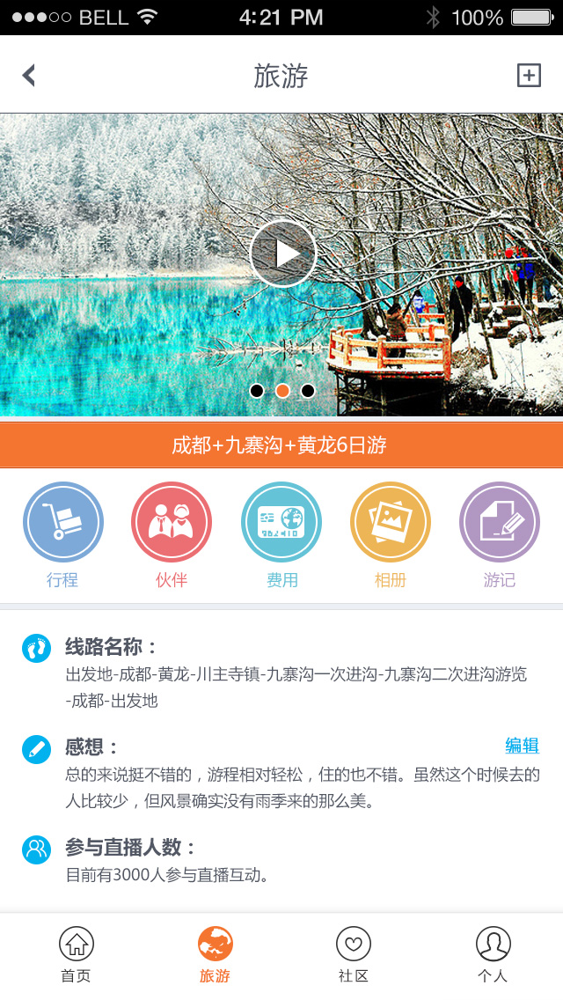 BELL 4:21 PM 100%
旅游
成都+九寨沟+黄龙6日游
行程 伙伴 费用 相册 游记
线路名称：
出发地-成都-黄龙-川主寺镇-九寨沟一次进沟-九寨沟二次进沟游览
-成都-出发地
感想： 编辑
总的来说挺不错的，游程相对轻松，住的也不错。虽然这个时候去的
人比较少，但风景确实没有雨季来的那么美。
参与直播人数：
目前有3000人参与直播互动。
首页 旅游 社区 个人